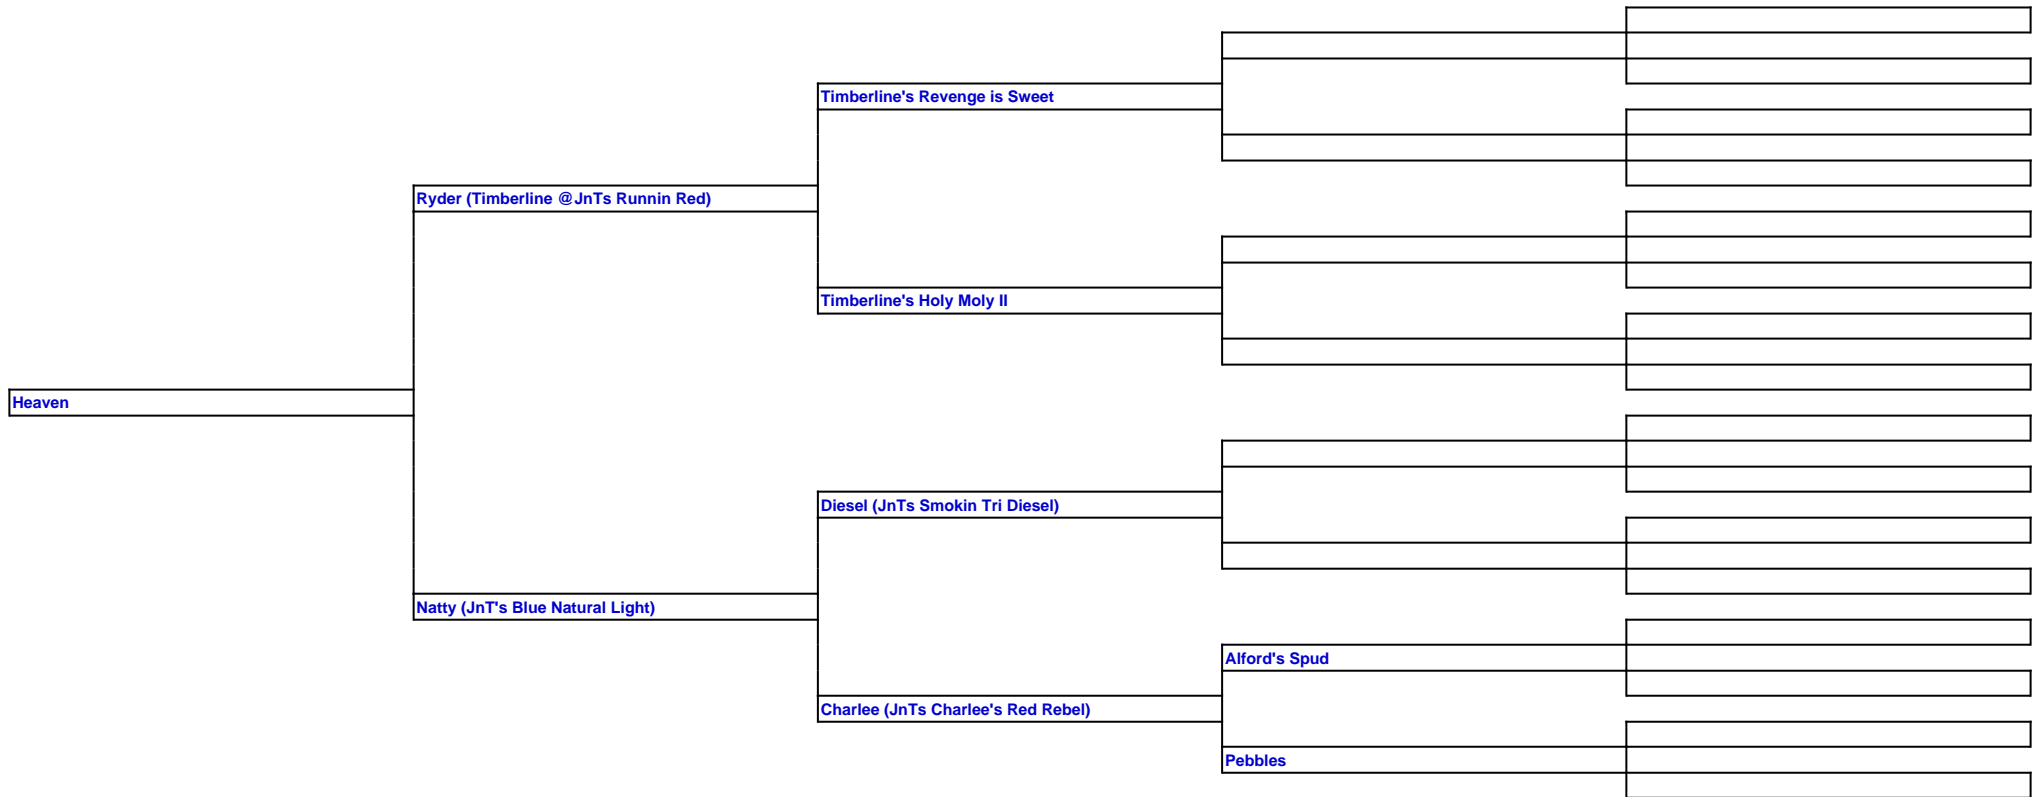 Timberline's Revenge is Sweet
Ryder (Timberline @JnTs Runnin Red)
Timberline's Holy Moly II
Heaven
Diesel (JnTs Smokin Tri Diesel)
Natty (JnT's Blue Natural Light)
Alford's Spud
Charlee (JnTs Charlee's Red Rebel)
Pebbles